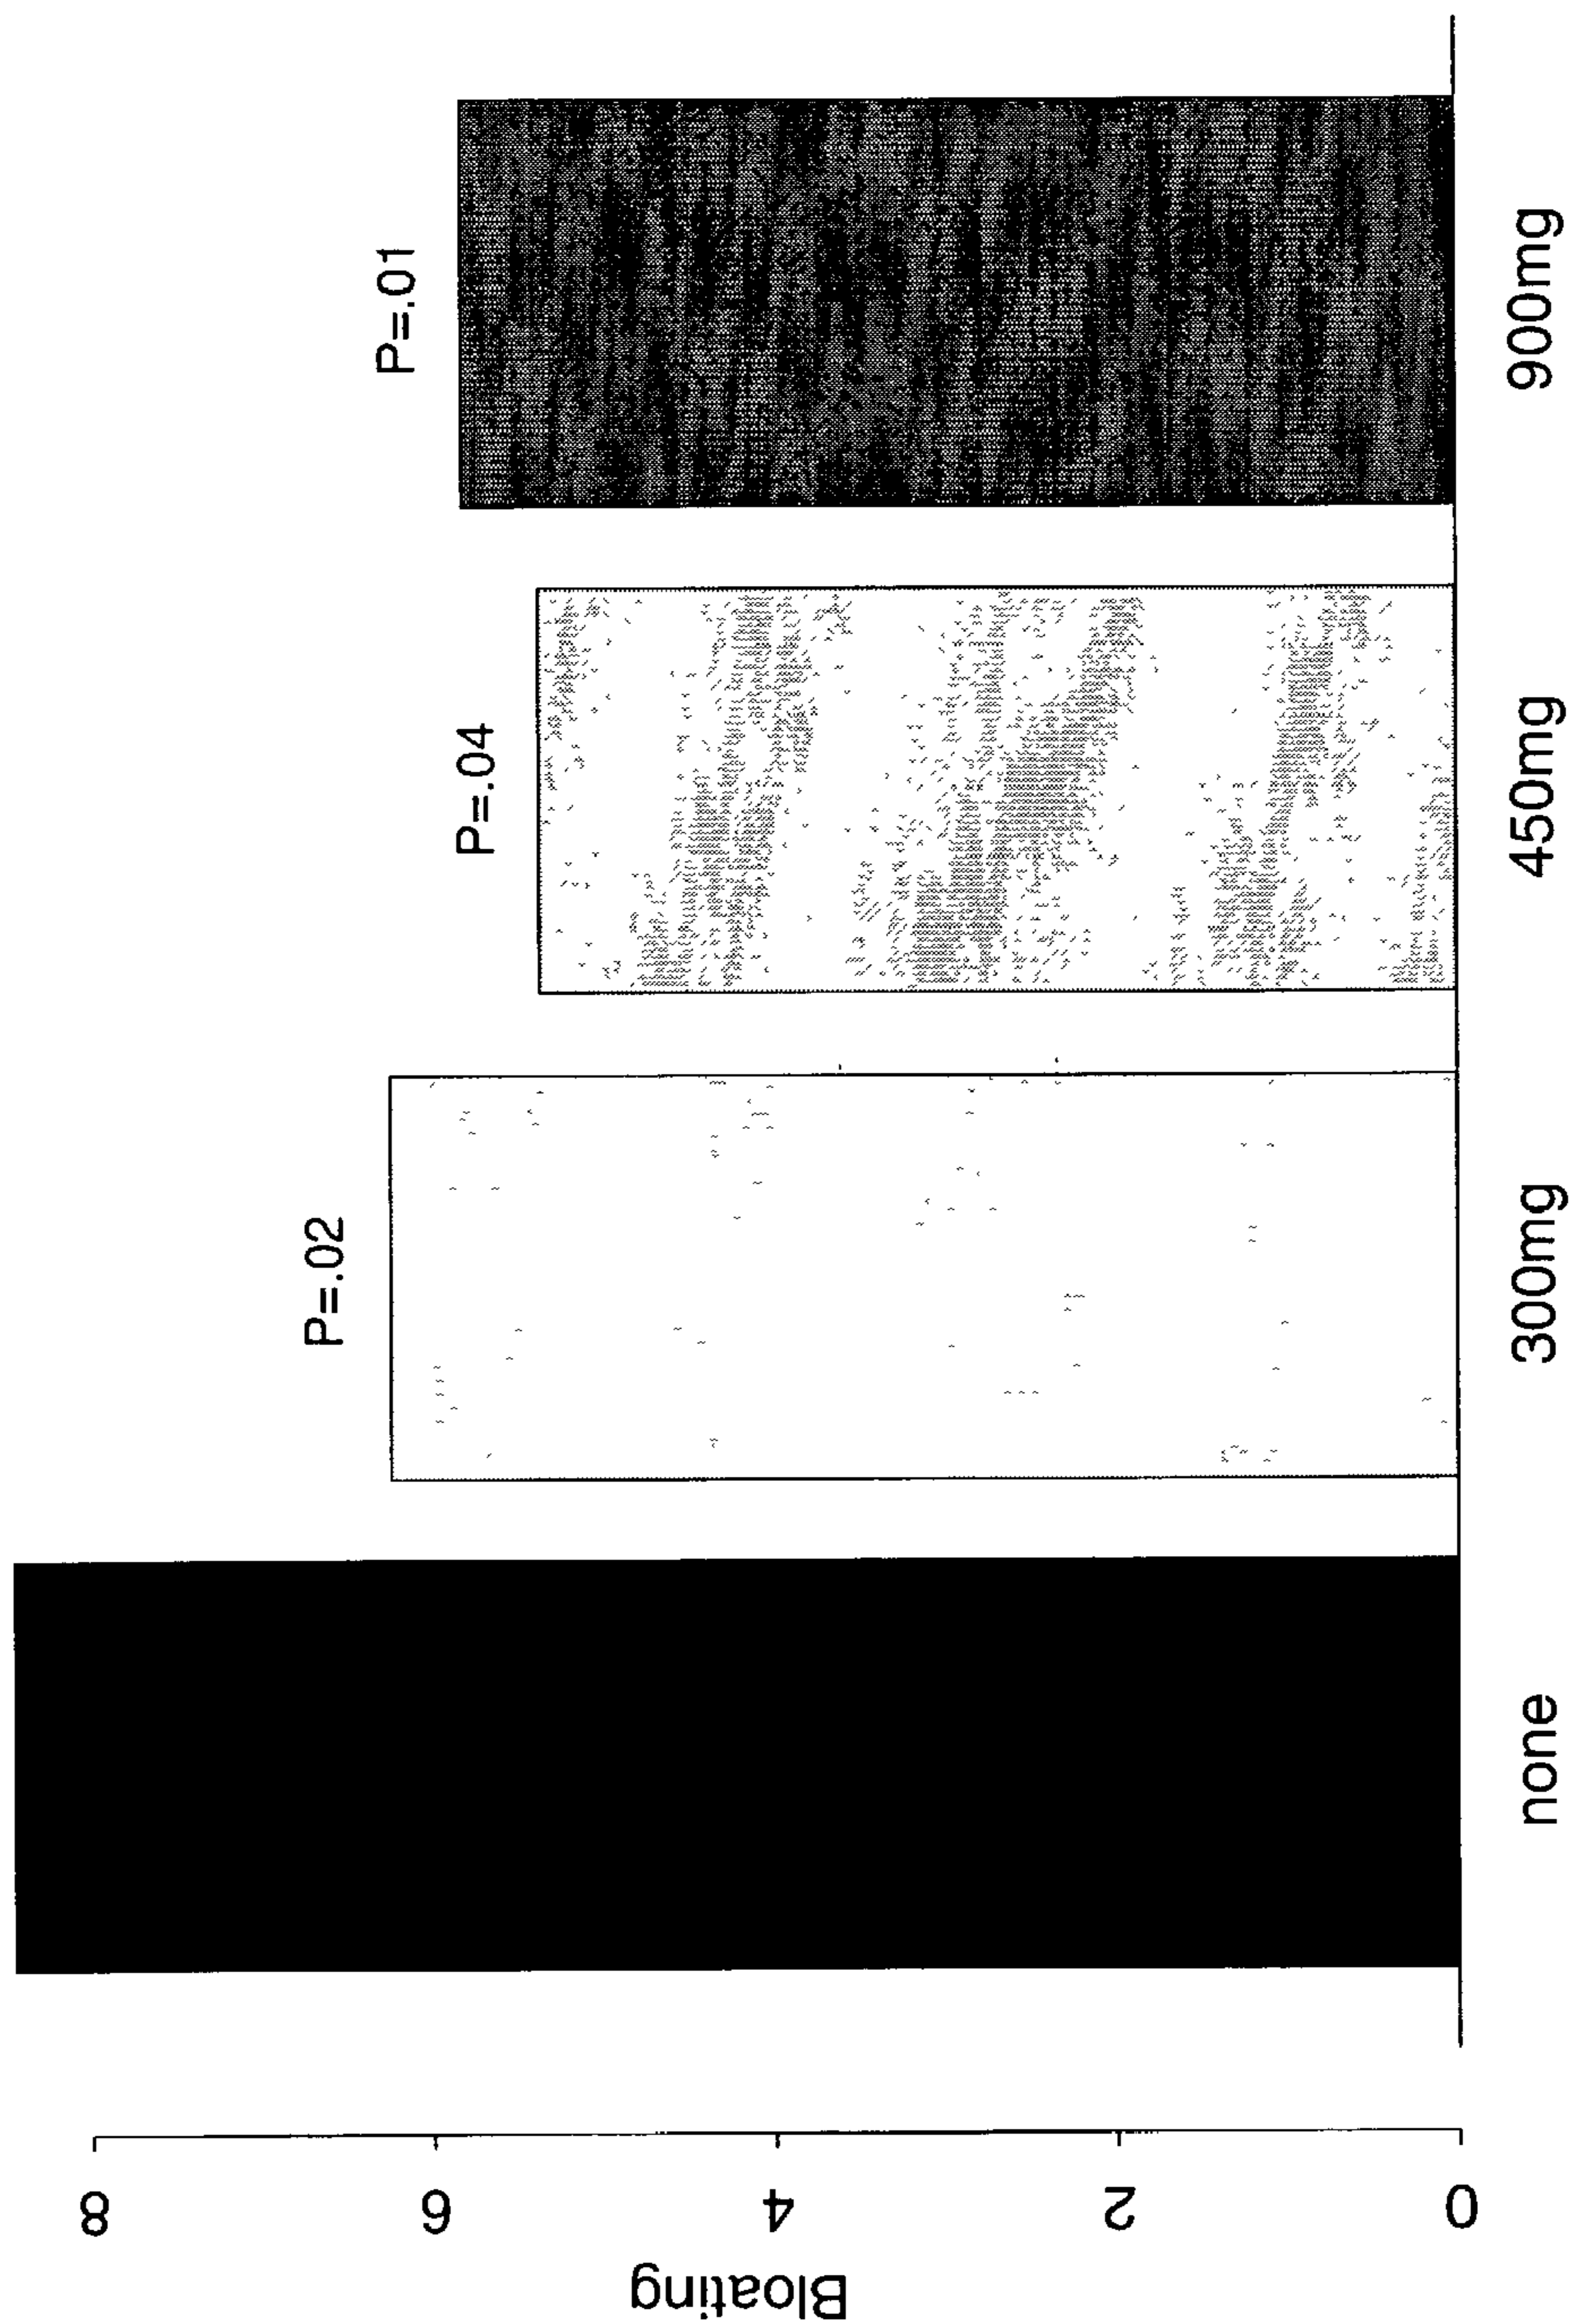 Bloating
8
6
4
2
0
P=.02
P=.04
P=.01
none
300mg
450mg
900mg